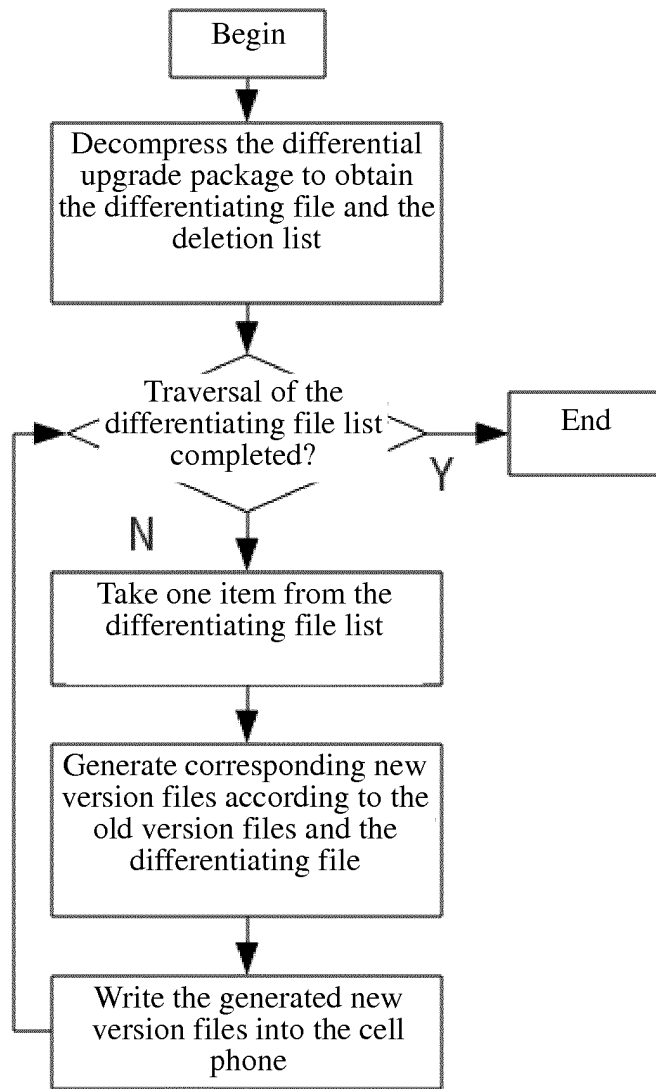 Begin
Decompress the differential
upgrade package to obtain
the differentiating file and the
deletion list
Traversal of the
differentiating file list
completed?
End
Y
N
Take one item from the
differentiating file list
Generate corresponding new
version files according to the
old version files and the
differentiating file
Write the generated new
version files into the cell
phone